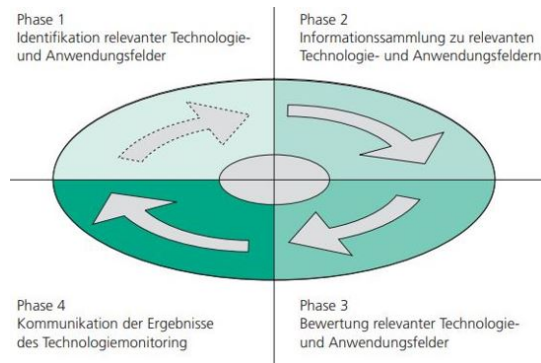 Phase 1
Identifikation relevanter Technologie-
und Anwendungsfelder
Phase 2
Informationssammlung zu relevanten
Technologie- und Anwendungsfeldern
Phase 4
Kommunikation der Ergebnisse
des Technologiemonitoring
Phase 3
Bewertung relevanter Technologie-
und Anwendungsfelder